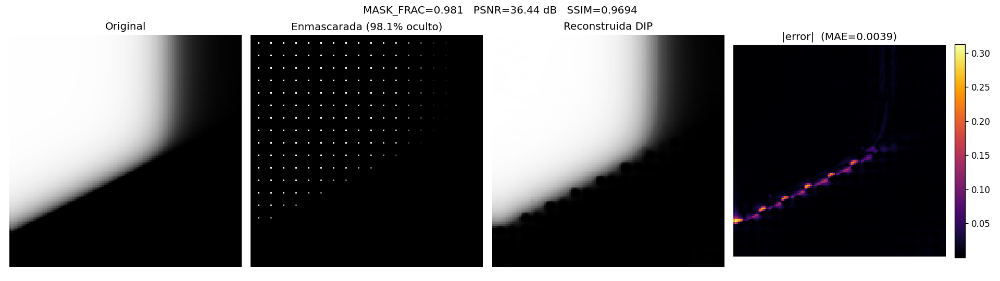 MASK_FRAC=0.981   PSNR=36.44 dB   SSIM=0.9694
Original
Enmascarada (98.1% oculto)
Reconstruida DIP
|error|  (MAE=0.0039)
0.30
0.25
0.20
0.15
0.10
0.05